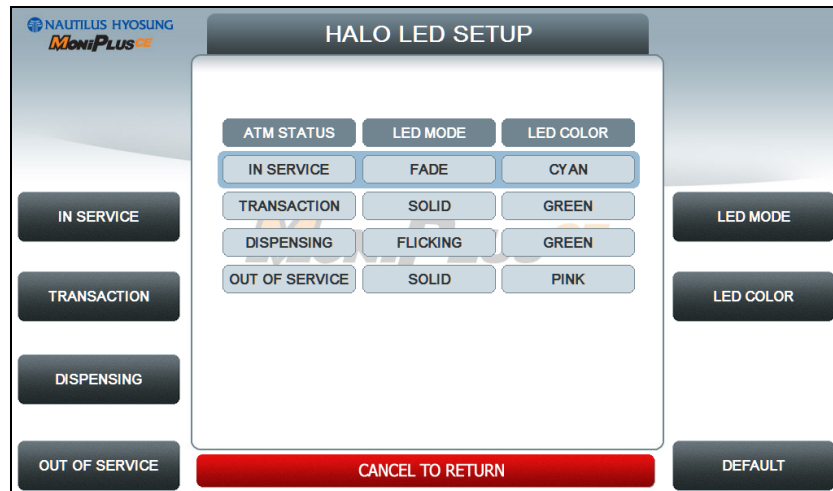 NAUTILUS HYOSUNG
MONiPLUSCE
HALO LED SETUP
ATM STATUS LED MODE LED COLOR
IN SERVICE FADE CYAN
TRANSACTION SOLID GREEN
DISPENSING FLICKING GREEN
OUT OF SERVICE SOLID PINK
IN SERVICE
TRANSACTION
DISPENSING
OUT OF SERVICE
LED MODE
LED COLOR
DEFAULT
CANCEL TO RETURN